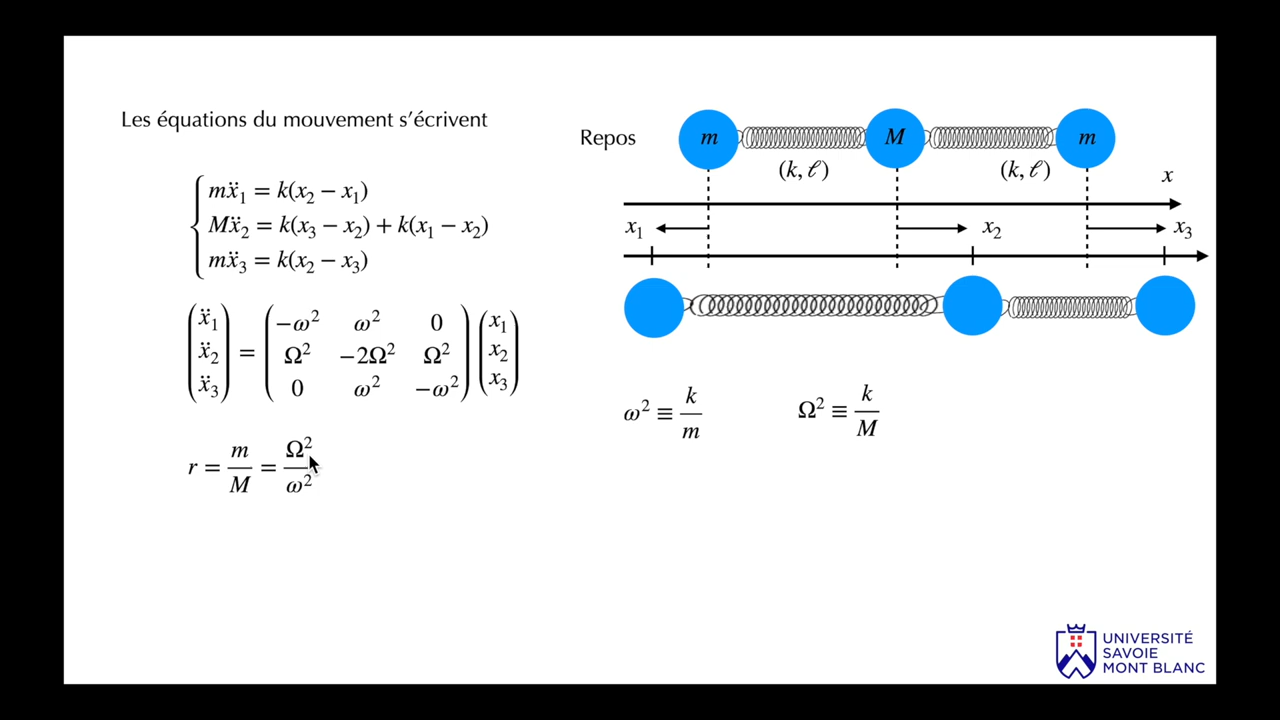 Les équations du mouvement s'écrivent
mẍ₁ = k(x₂ − x₁)
Mẍ₂ = k(x₃ − x₂) + k(x₁ − x₂)
mẍ₃ = k(x₂ − x₃)
ẍ₁ −ω² ω² 0 x₁
ẍ₂ = Ω² −2Ω² Ω² x₂
ẍ₃ 0 ω² −ω² x₃
r = m/M = Ω²/ω²
Repos m M m
(k, ℓ) (k, ℓ)
x
x₁ x₂ x₃
ω² ≡ k/m Ω² ≡ k/M
UNIVERSITÉ
SAVOIE
MONT BLANC